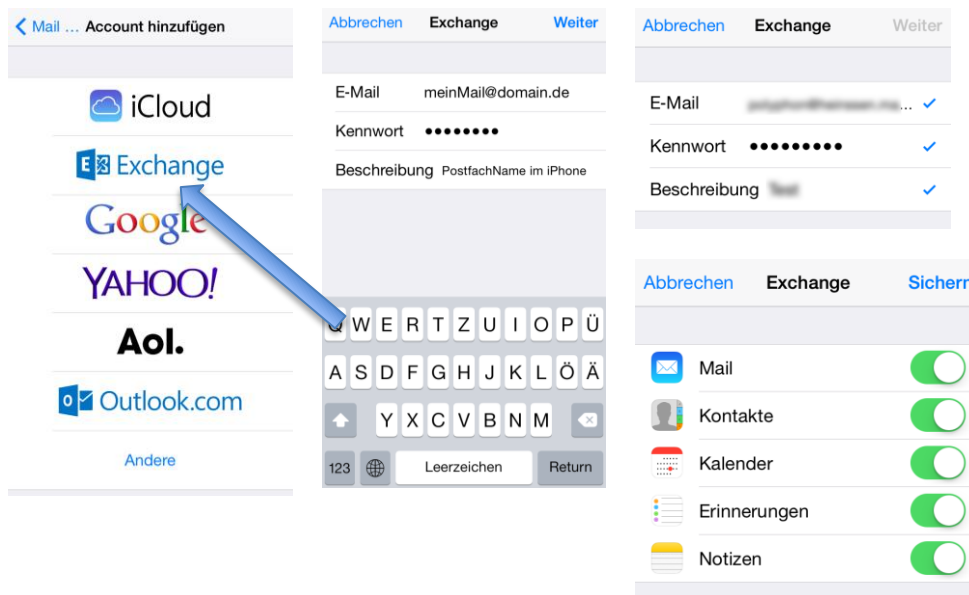 Mail ... Account hinzufügen
iCloud
Exchange
Google
YAHOO!
Aol.
Outlook.com
Andere
Abbrechen Exchange Weiter
E-Mail meinMail@domain.de
Kennwort ●●●●●●●●
Beschreibung PostfachName im iPhone
Q W E R T Z U I O P Ü
A S D F G H J K L Ö Ä
Y X C V B N M
123 Leerzeichen Return
Abbrechen Exchange Weiter
E-Mail
Kennwort ●●●●●●●●●
Beschreibung
Abbrechen Exchange Sichern
Mail
Kontakte
Kalender
Erinnerungen
Notizen